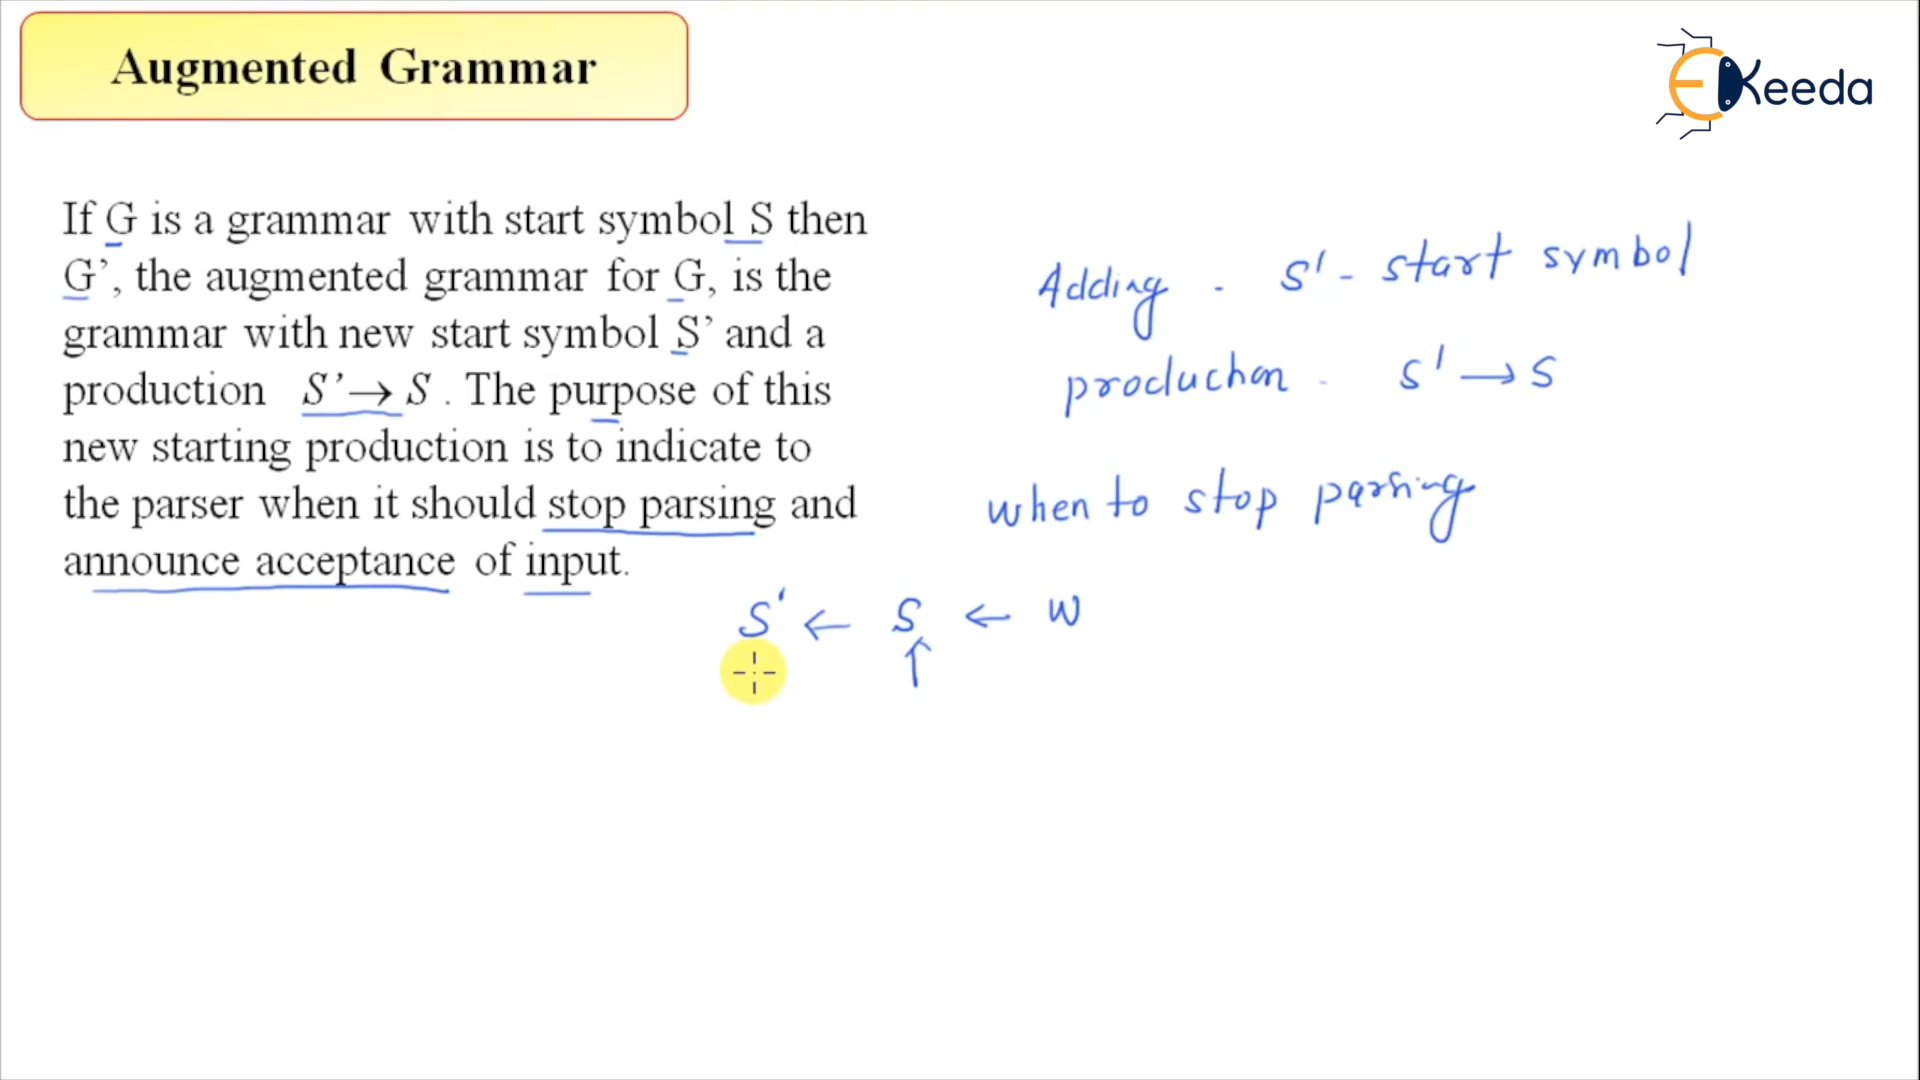 Augmented Grammar
EKeeda
If G is a grammar with start symbol S then
G’, the augmented grammar for G, is the
grammar with new start symbol S’ and a
production S’→ S . The purpose of this
new starting production is to indicate to
the parser when it should stop parsing and
announce acceptance of input.
Adding . S' - start symbol
production . S' → S
when to stop parsing
S' ← S ← W
↑